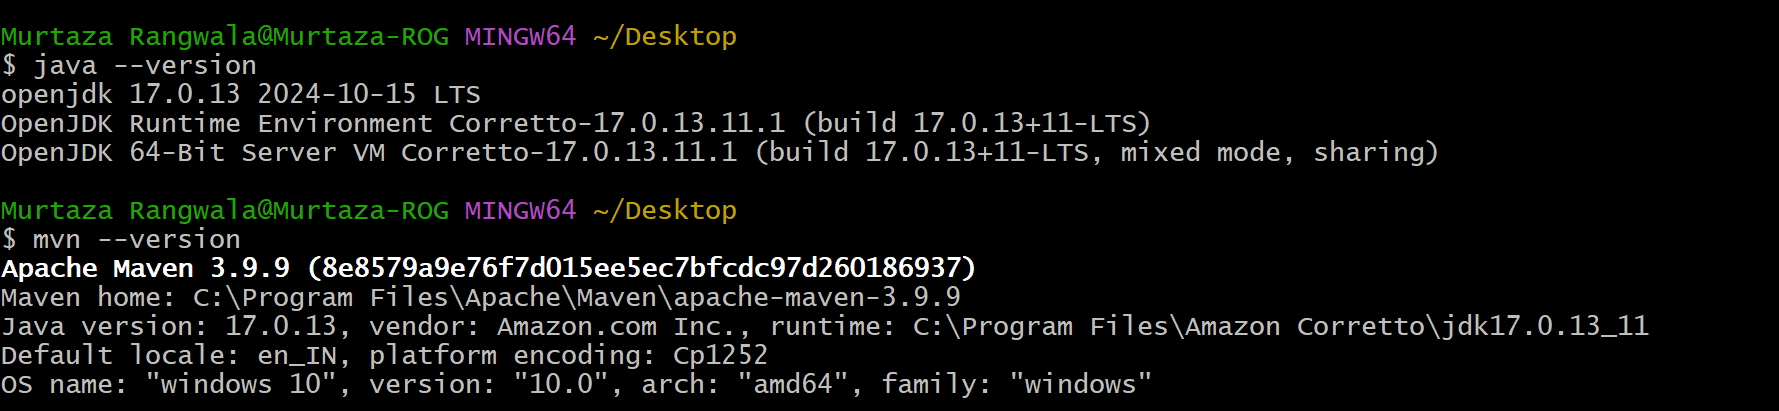 Murtaza Rangwala@Murtaza-ROG MINGW64 ~/Desktop
$ java --version
openjdk 17.0.13 2024-10-15 LTS
OpenJDK Runtime Environment Corretto-17.0.13.11.1 (build 17.0.13+11-LTS)
OpenJDK 64-Bit Server VM Corretto-17.0.13.11.1 (build 17.0.13+11-LTS, mixed mode, sharing)
Murtaza Rangwala@Murtaza-ROG MINGW64 ~/Desktop
$ mvn --version
Apache Maven 3.9.9 (8e8579a9e76f7d015ee5ec7bfcdc97d260186937)
Maven home: C:\Program Files\Apache\Maven\apache-maven-3.9.9
Java version: 17.0.13, vendor: Amazon.com Inc., runtime: C:\Program Files\Amazon Corretto\jdk17.0.13_11
Default locale: en_IN, platform encoding: Cp1252
OS name: "windows 10", version: "10.0", arch: "amd64", family: "windows"